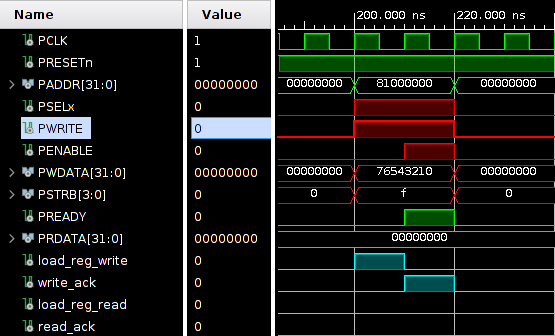 Name Value 200.000 ns 220.000 ns
PCLK 1
PRESETn 1
PADDR[31:0] 00000000 00000000 81000000 00000000
PSELx 0
PWRITE 0
PENABLE 0
PWDATA[31:0] 00000000 00000000 76543210 00000000
PSTRB[3:0] 0 0 f 0
PREADY 0
PRDATA[31:0] 00000000 00000000
load_reg_write 0
write_ack 0
load_reg_read 0
read_ack 0